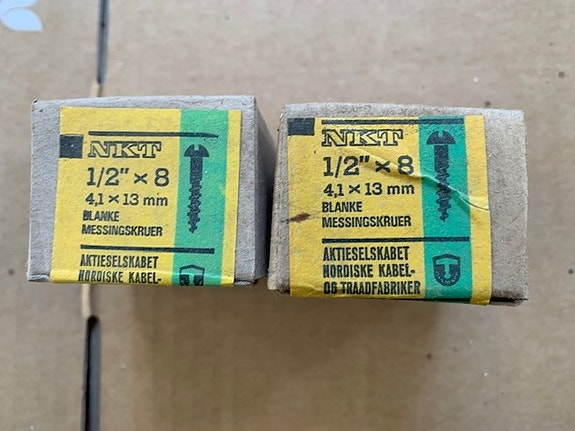 NKT
1/2" × 8
4,1 × 13 mm
BLANKE
MESSINGSKRUER
AKTIESELSKABET
NORDISKE KABEL-
NKT
1/2" × 8
4,1 × 13 mm
BLANKE
MESSINGSKRUER
AKTIESELSKABET
NORDISKE KABEL-
OG TRAADFABRIKER